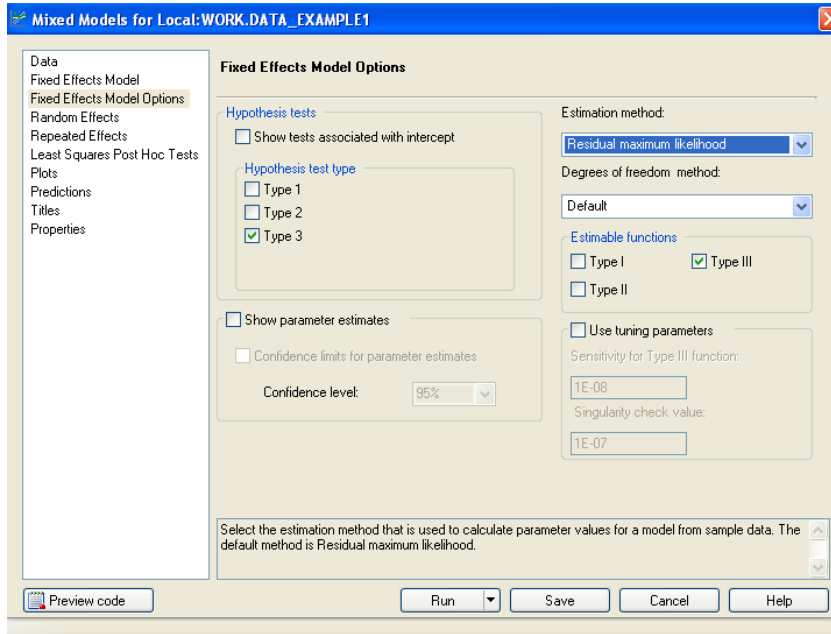 Mixed Models for Local:WORK.DATA_EXAMPLE1
Data
Fixed Effects Model
Fixed Effects Model Options
Random Effects
Repeated Effects
Least Squares Post Hoc Tests
Plots
Predictions
Titles
Properties
Fixed Effects Model Options
Hypothesis tests
Show tests associated with intercept
Hypothesis test type
Type 1
Type 2
Type 3
Show parameter estimates
Confidence limits for parameter estimates
Confidence level: 95%
Estimation method:
Residual maximum likelihood
Degrees of freedom method:
Default
Estimable functions
Type I Type III
Type II
Use tuning parameters
Sensitivity for Type III function:
1E-08
Singularity check value:
1E-07
Select the estimation method that is used to calculate parameter values for a model from sample data. The
default method is Residual maximum likelihood.
Preview code Run Save Cancel Help